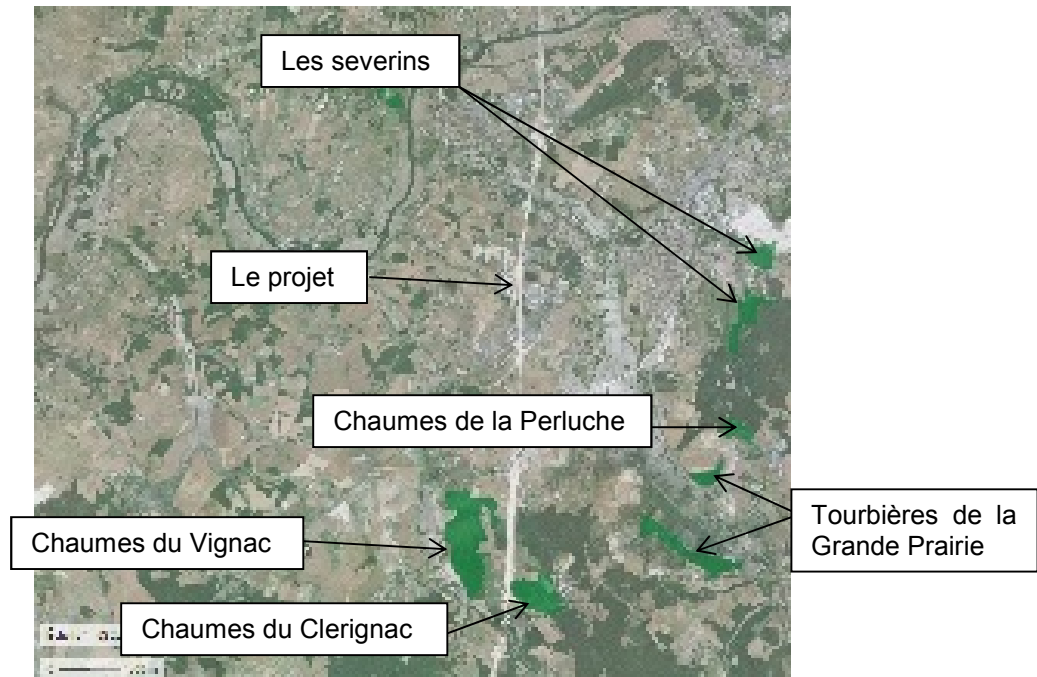 Les severins
Le projet
Chaumes de la Perluche
Tourbières de la
Grande Prairie
Chaumes du Vignac
Chaumes du Clerignac